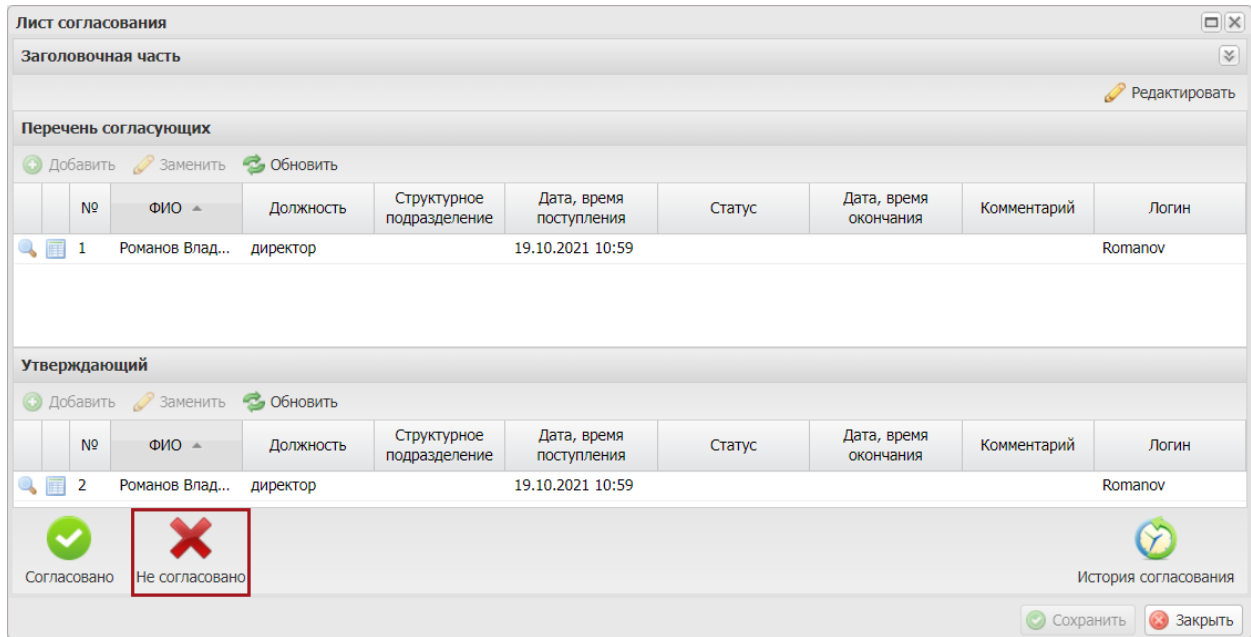 Лист согласования
Заголовочная часть
Редактировать
Перечень согласующих
Добавить Заменить Обновить
№ ФИО Должность Структурное подразделение Дата, время поступления Статус Дата, время окончания Комментарий Логин
1 Романов Влад... директор 19.10.2021 10:59 Romanov
Утверждающий
Добавить Заменить Обновить
№ ФИО Должность Структурное подразделение Дата, время поступления Статус Дата, время окончания Комментарий Логин
2 Романов Влад... директор 19.10.2021 10:59 Romanov
Согласовано Не согласовано История согласования
Сохранить Закрыть